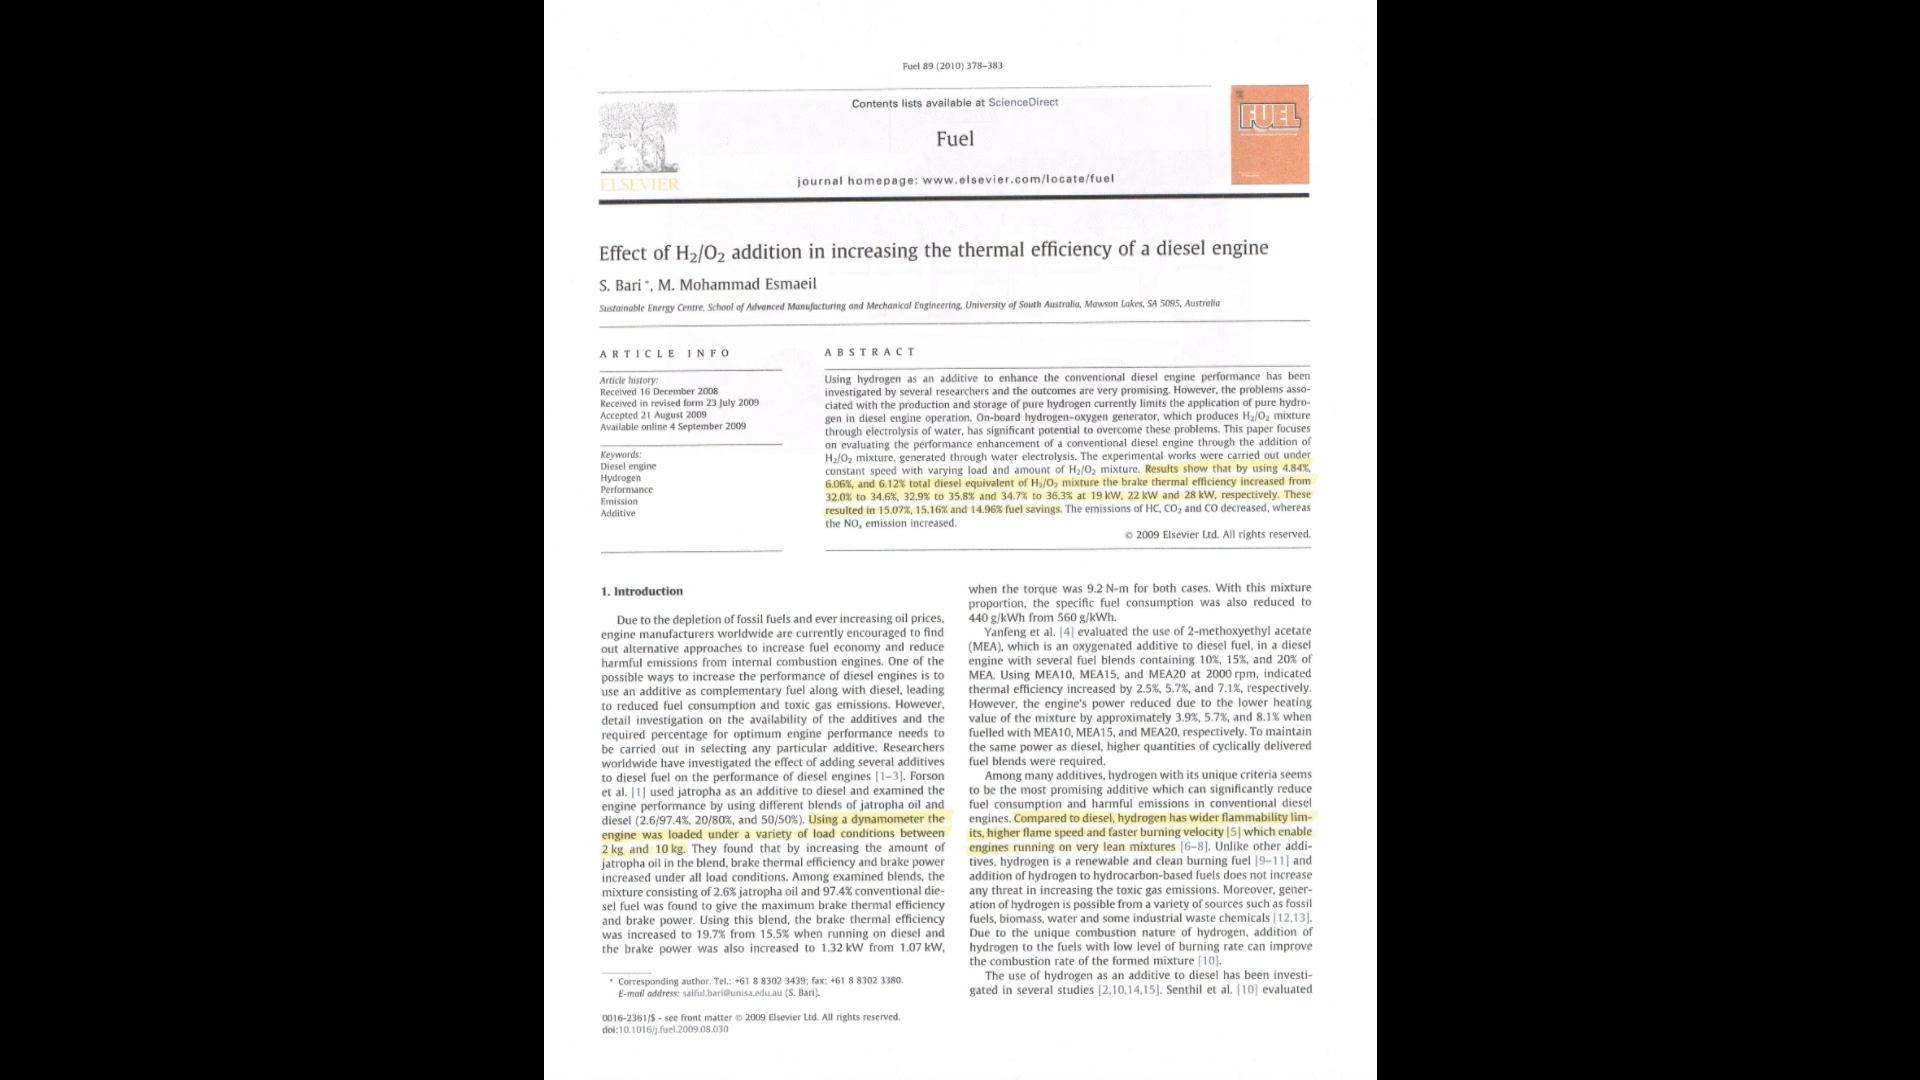 Fuel 89 (2010) 378–383
Contents lists available at ScienceDirect
Fuel
journal homepage: www.elsevier.com/locate/fuel
ELSEVIER
FUEL
Effect of H₂/O₂ addition in increasing the thermal efficiency of a diesel engine
S. Bari *, M. Mohammad Esmaeil
Sustainable Energy Centre, School of Advanced Manufacturing and Mechanical Engineering, University of South Australia, Mawson Lakes, SA 5095, Australia
ARTICLE INFO
Article history:
Received 16 December 2008
Received in revised form 23 July 2009
Accepted 21 August 2009
Available online 4 September 2009
Keywords:
Diesel engine
Hydrogen
Performance
Emission
Additive
ABSTRACT
Using hydrogen as an additive to enhance the conventional diesel engine performance has been
investigated by several researchers and the outcomes are very promising. However, the problems asso-
ciated with the production and storage of pure hydrogen currently limits the application of pure hydro-
gen in diesel engine operation. On-board hydrogen–oxygen generator, which produces H₂/O₂ mixture
through electrolysis of water, has significant potential to overcome these problems. This paper focuses
on evaluating the performance enhancement of a conventional diesel engine through the addition of
H₂/O₂ mixture, generated through water electrolysis. The experimental works were carried out under
constant speed with varying load and amount of H₂/O₂ mixture. Results show that by using 4.84%,
6.06%, and 6.12% total diesel equivalent of H₂/O₂ mixture the brake thermal efficiency increased from
32.0% to 34.6%, 32.9% to 35.8% and 34.7% to 36.3% at 19 kW, 22 kW and 28 kW, respectively. These
resulted in 15.07%, 15.16% and 14.96% fuel savings. The emissions of HC, CO₂ and CO decreased, whereas
the NOₓ emission increased.
© 2009 Elsevier Ltd. All rights reserved.
1. Introduction
Due to the depletion of fossil fuels and ever increasing oil prices,
engine manufacturers worldwide are currently encouraged to find
out alternative approaches to increase fuel economy and reduce
harmful emissions from internal combustion engines. One of the
possible ways to increase the performance of diesel engines is to
use an additive as complementary fuel along with diesel, leading
to reduced fuel consumption and toxic gas emissions. However,
detail investigation on the availability of the additives and the
required percentage for optimum engine performance needs to
be carried out in selecting any particular additive. Researchers
worldwide have investigated the effect of adding several additives
to diesel fuel on the performance of diesel engines [1–3]. Forson
et al. [1] used jatropha as an additive to diesel and examined the
engine performance by using different blends of jatropha oil and
diesel (2.6/97.4%, 20/80%, and 50/50%). Using a dynamometer the
engine was loaded under a variety of load conditions between
2 kg and 10 kg. They found that by increasing the amount of
jatropha oil in the blend, brake thermal efficiency and brake power
increased under all load conditions. Among examined blends, the
mixture consisting of 2.6% jatropha oil and 97.4% conventional die-
sel fuel was found to give the maximum brake thermal efficiency
and brake power. Using this blend, the brake thermal efficiency
was increased to 19.7% from 15.5% when running on diesel and
the brake power was also increased to 1.32 kW from 1.07 kW,
* Corresponding author. Tel.: +61 8 8302 3439; fax: +61 8 8302 3380.
E-mail address: saiful.bari@unisa.edu.au (S. Bari).
0016-2361/$ - see front matter © 2009 Elsevier Ltd. All rights reserved.
doi:10.1016/j.fuel.2009.08.030
when the torque was 9.2 N-m for both cases. With this mixture
proportion, the specific fuel consumption was also reduced to
440 g/kWh from 560 g/kWh.
Yanfeng et al. [4] evaluated the use of 2-methoxyethyl acetate
(MEA), which is an oxygenated additive to diesel fuel, in a diesel
engine with several fuel blends containing 10%, 15%, and 20% of
MEA. Using MEA10, MEA15, and MEA20 at 2000 rpm, indicated
thermal efficiency increased by 2.5%, 5.7%, and 7.1%, respectively.
However, the engine's power reduced due to the lower heating
value of the mixture by approximately 3.9%, 5.7%, and 8.1% when
fuelled with MEA10, MEA15, and MEA20, respectively. To maintain
the same power as diesel, higher quantities of cyclically delivered
fuel blends were required.
Among many additives, hydrogen with its unique criteria seems
to be the most promising additive which can significantly reduce
fuel consumption and harmful emissions in conventional diesel
engines. Compared to diesel, hydrogen has wider flammability lim-
its, higher flame speed and faster burning velocity [5] which enable
engines running on very lean mixtures [6–8]. Unlike other addi-
tives, hydrogen is a renewable and clean burning fuel [9–11] and
addition of hydrogen to hydrocarbon-based fuels does not increase
any threat in increasing the toxic gas emissions. Moreover, gener-
ation of hydrogen is possible from a variety of sources such as fossil
fuels, biomass, water and some industrial waste chemicals [12,13].
Due to the unique combustion nature of hydrogen, addition of
hydrogen to the fuels with low level of burning rate can improve
the combustion rate of the formed mixture [10].
The use of hydrogen as an additive to diesel has been investi-
gated in several studies [2,10,14,15]. Senthil et al. [10] evaluated